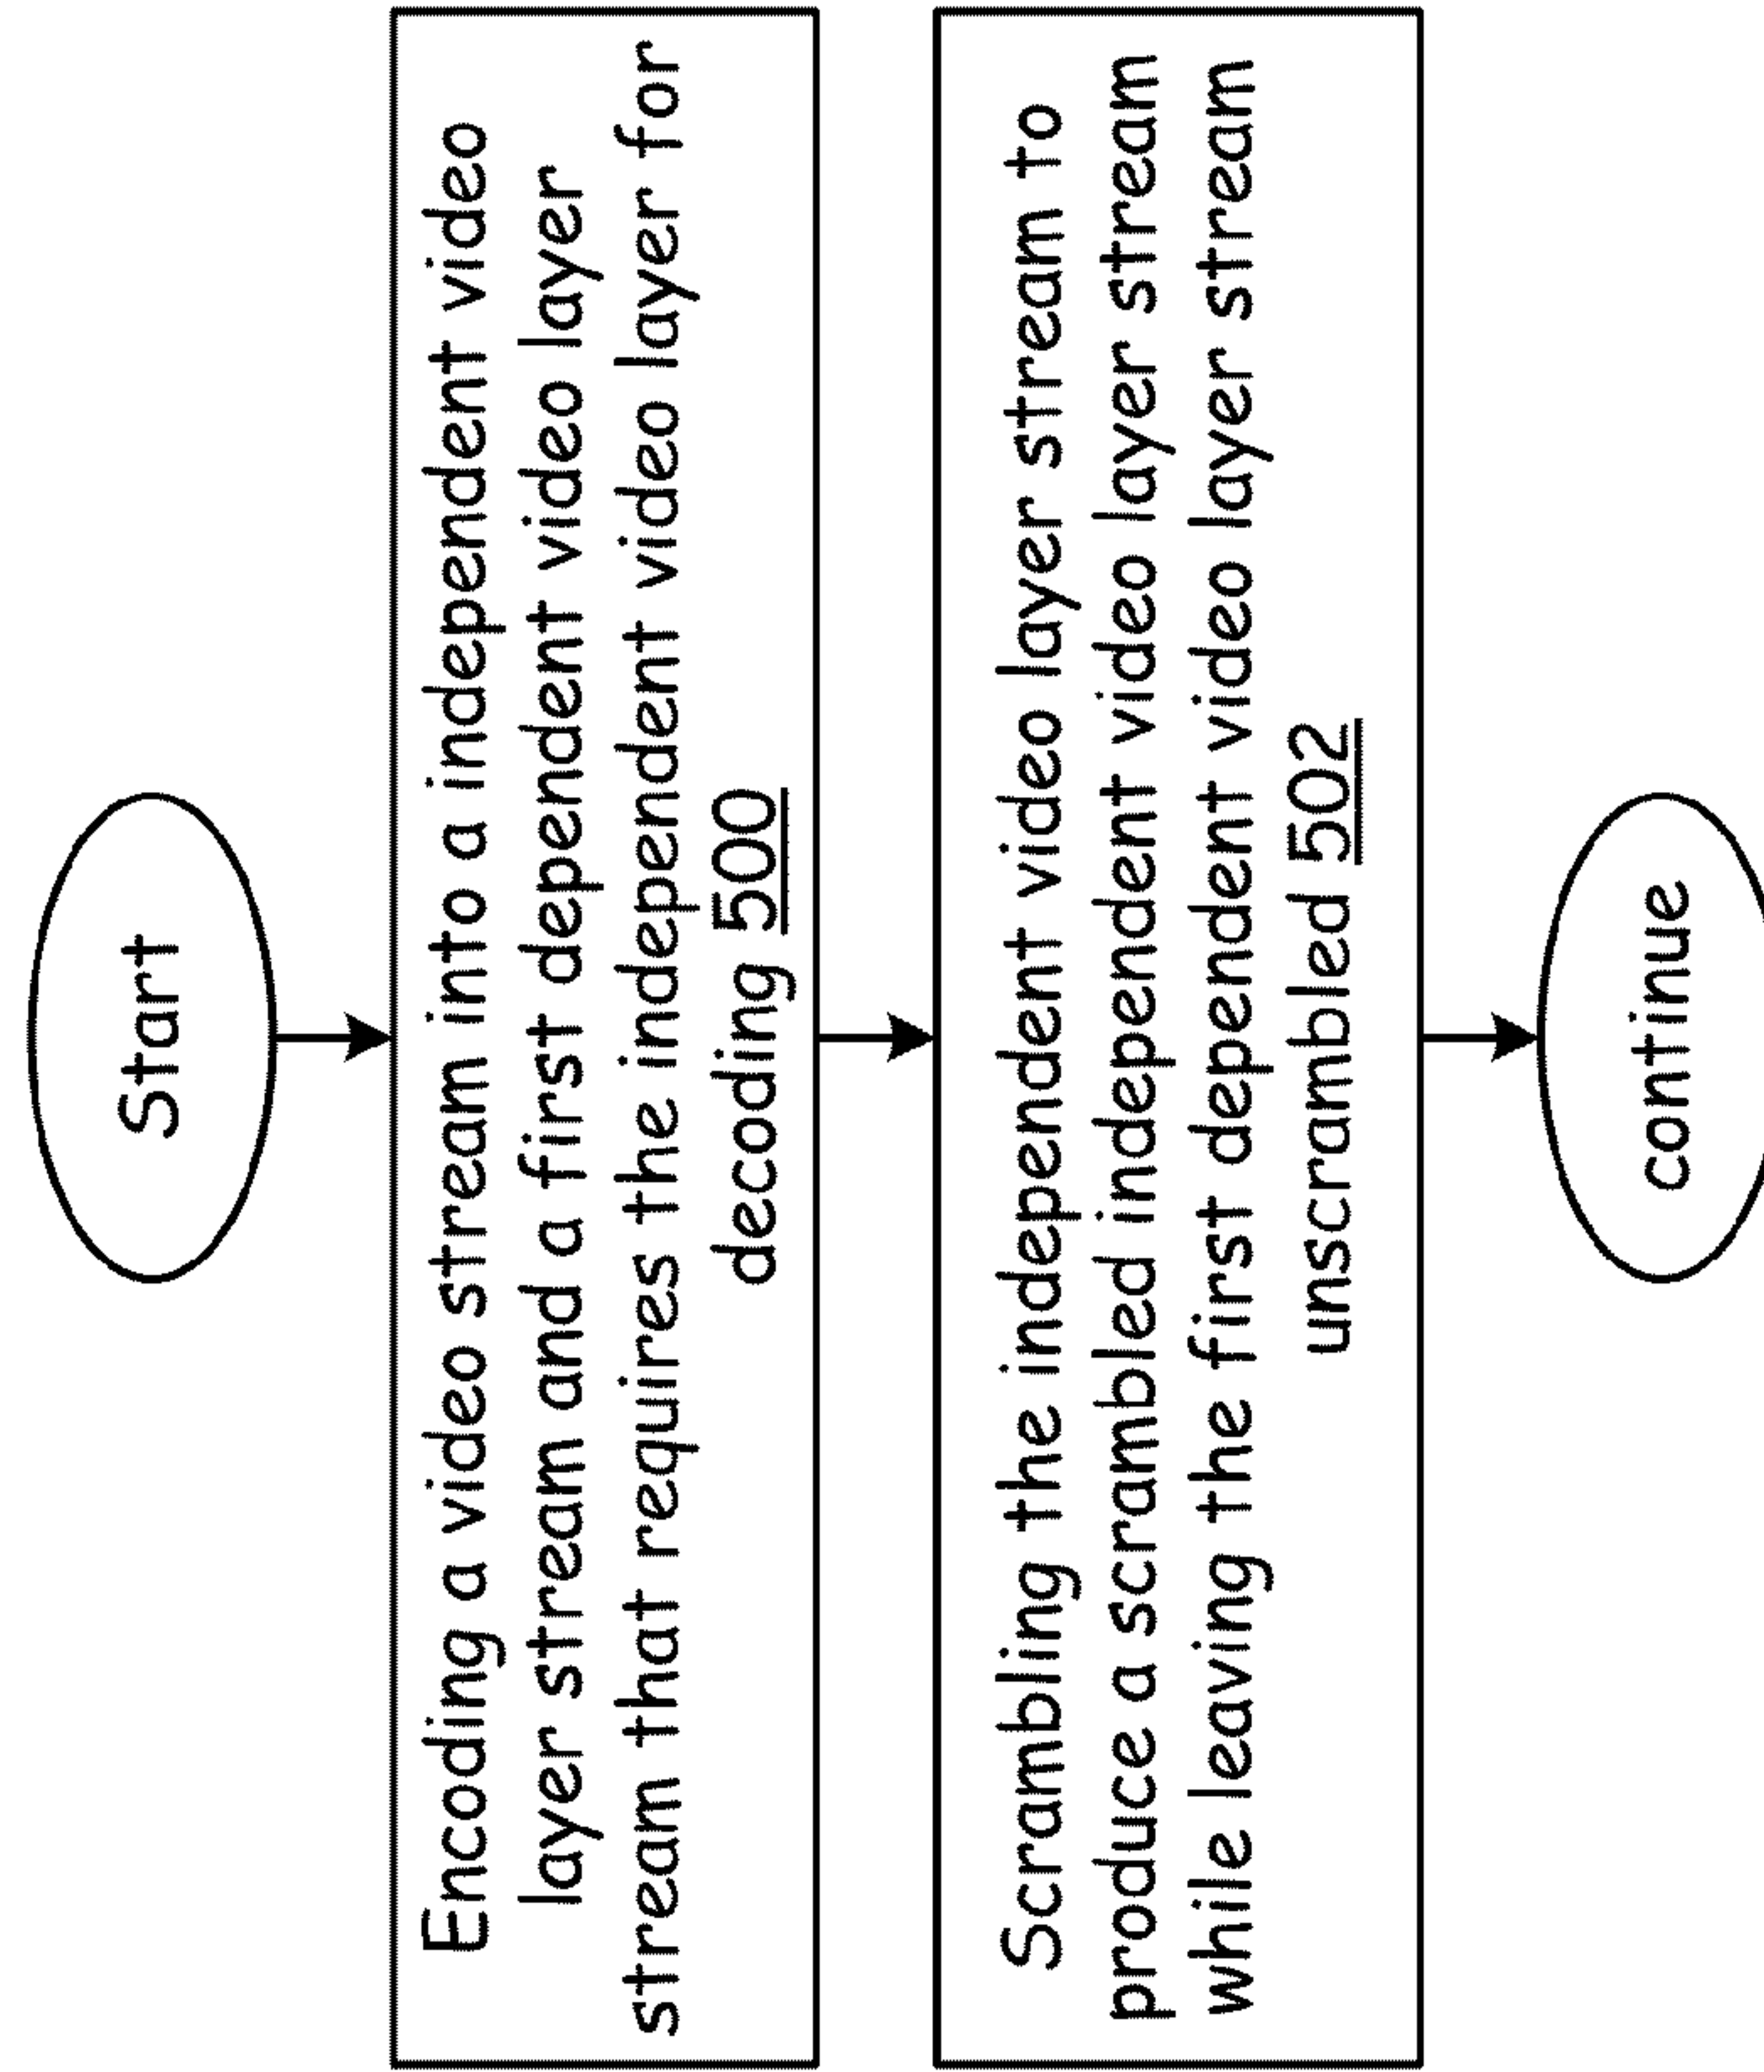 Start
Encoding a video stream into a independent video
layer stream and a first dependent video layer
stream that requires the independent video layer for
decoding 500
Scrambling the independent video layer stream to
produce a scrambled independent video layer stream
while leaving the first dependent video layer stream
unscrambled 502
continue